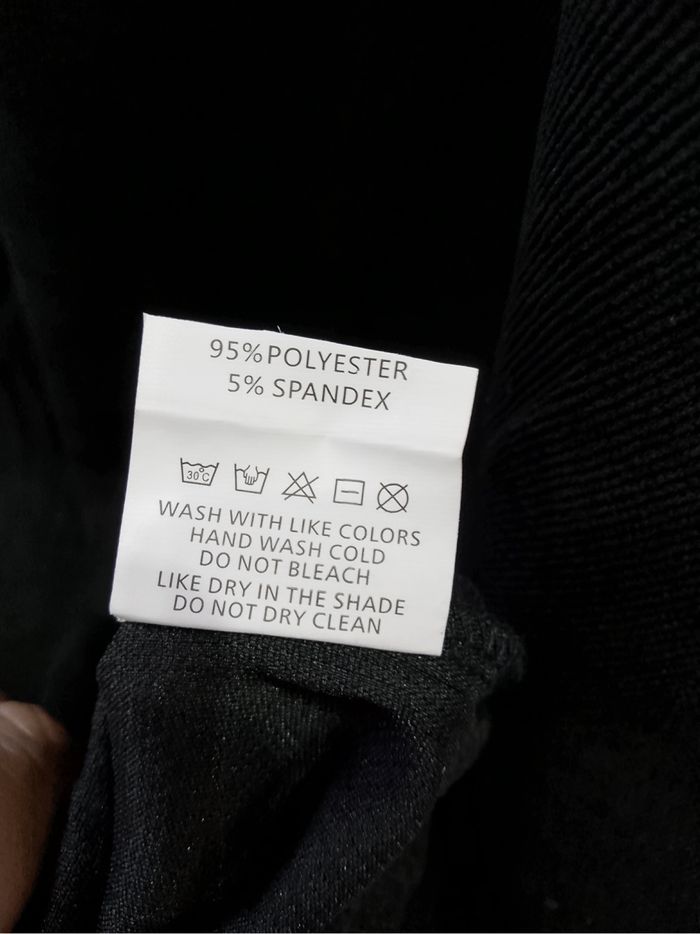 95%POLYESTER
5% SPANDEX
30°C
WASH WITH LIKE COLORS
HAND WASH COLD
DO NOT BLEACH
LIKE DRY IN THE SHADE
DO NOT DRY CLEAN